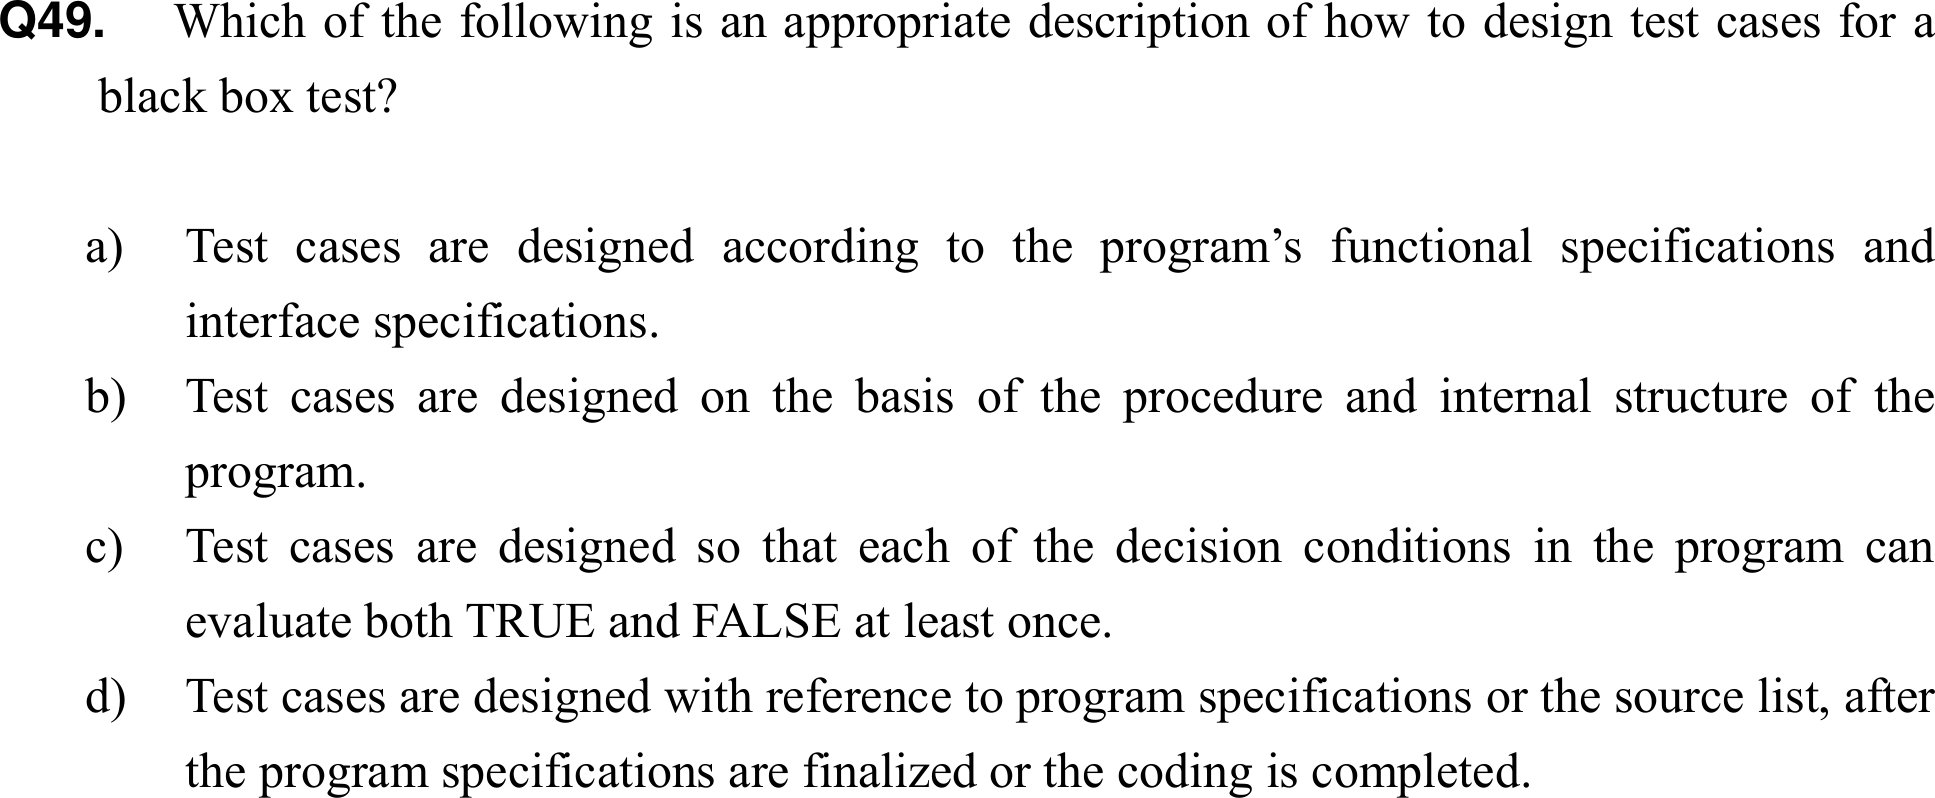 Q49. Which of the following is an appropriate description of how to design test cases for a
black box test?
a) Test cases are designed according to the program’s functional specifications and
interface specifications.
b) Test cases are designed on the basis of the procedure and internal structure of the
program.
c) Test cases are designed so that each of the decision conditions in the program can
evaluate both TRUE and FALSE at least once.
d) Test cases are designed with reference to program specifications or the source list, after
the program specifications are finalized or the coding is completed.